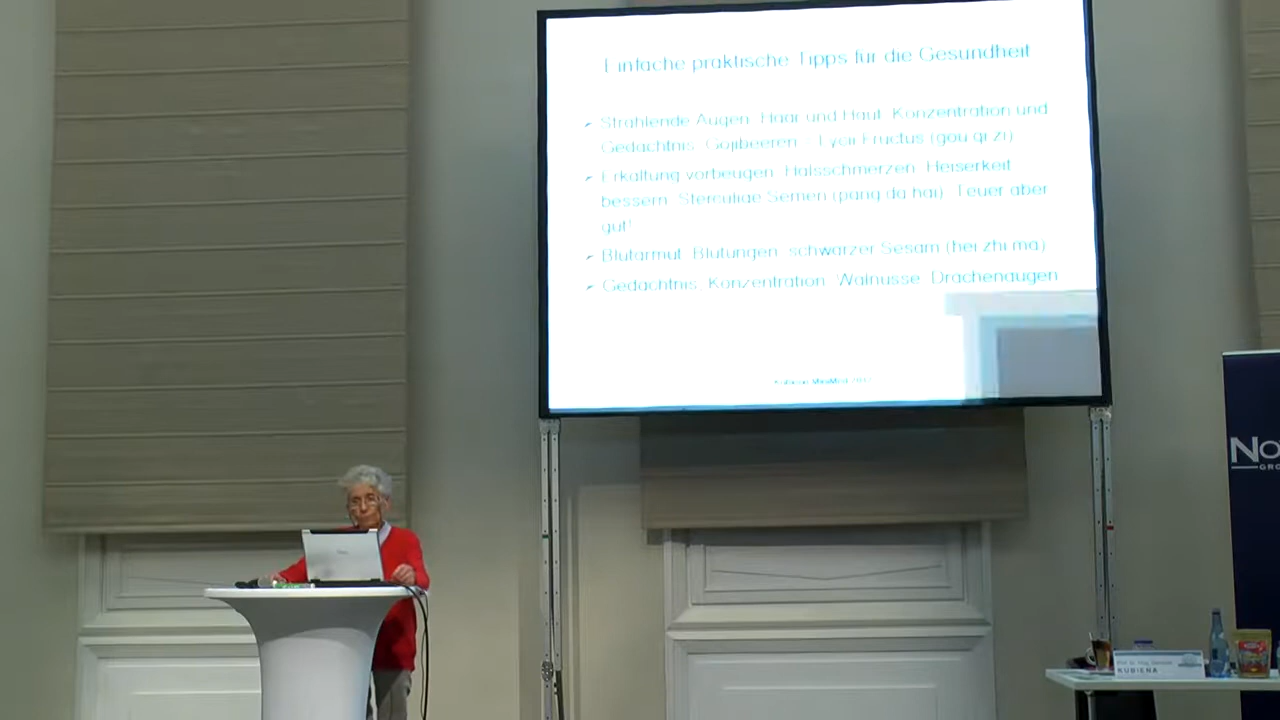 Einfache praktische Tipps für die Gesundheit
Strahlende Augen, Haar und Haut, Konzentration und
Gedächtnis: Gojibeeren - Lycii Fructus (gou qi zi)
Erkältung vorbeugen, Halsschmerzen, Heiserkeit
bessern: Sterculiae Semen (pang da hai). Teuer aber
gut!
Blutarmut, Blutungen: schwarzer Sesam (hei zhi ma)
Gedächtnis, Konzentration: Walnüsse, Drachenaugen
KUBIENA